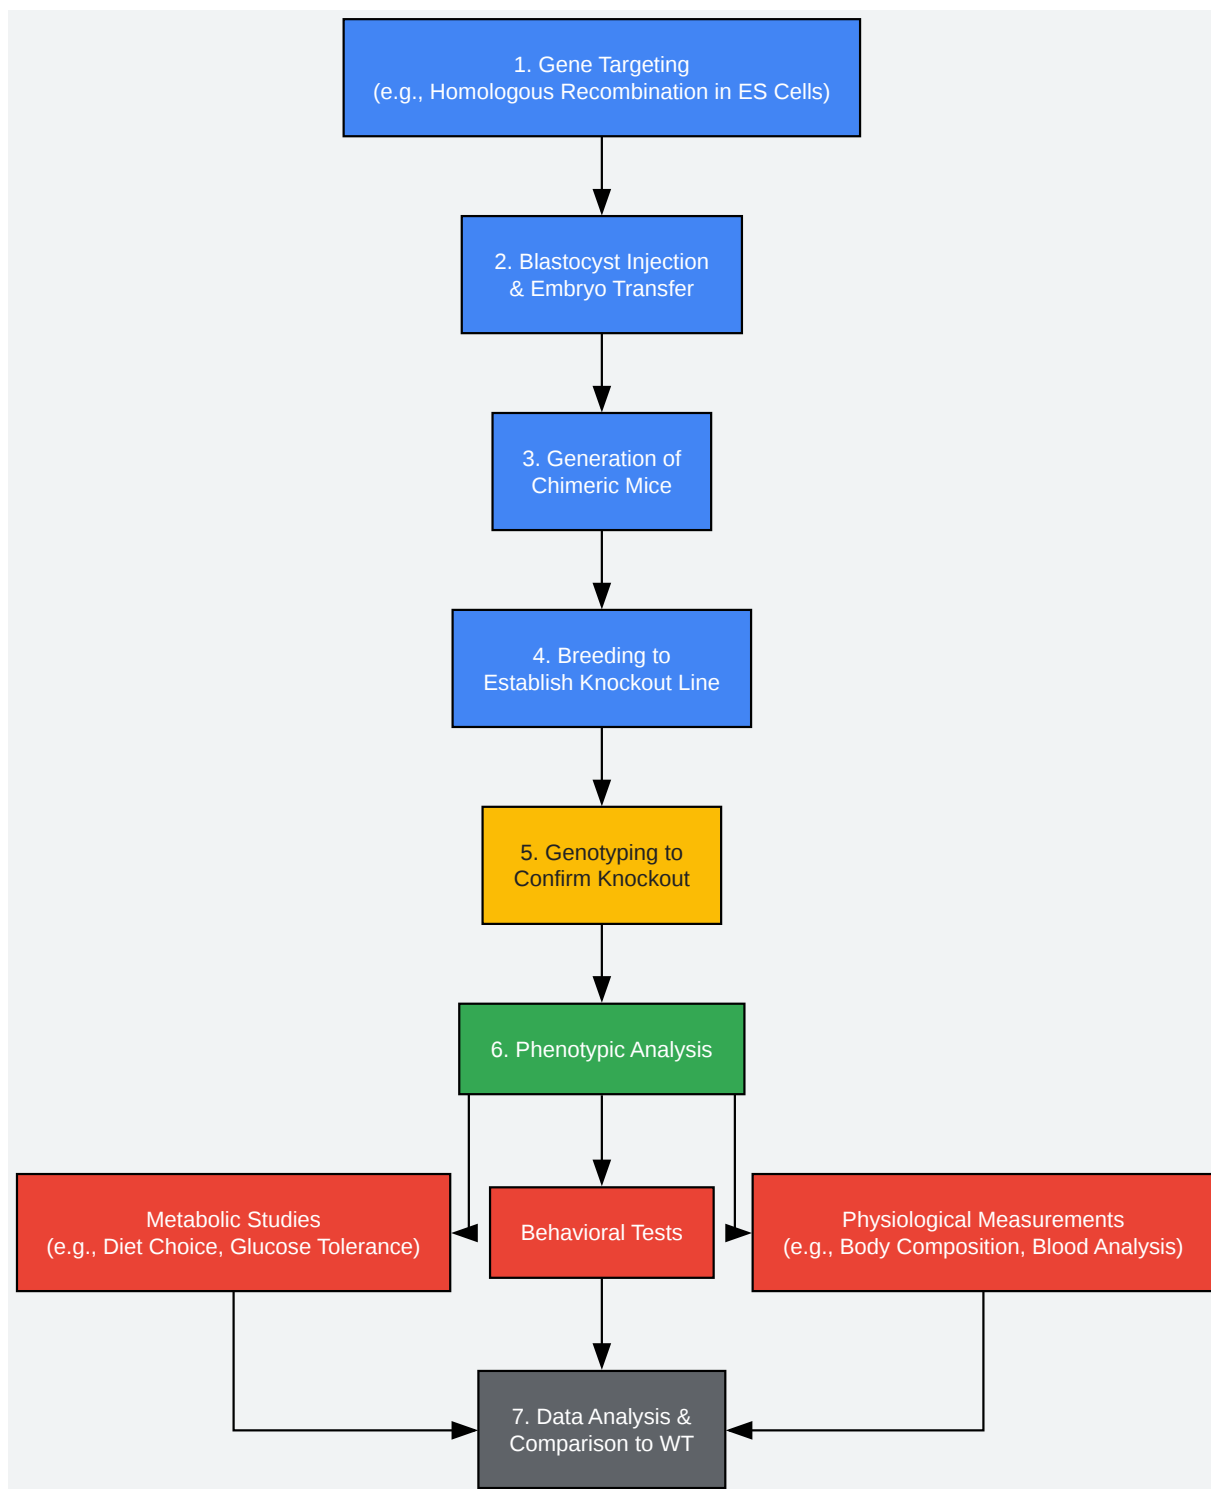 1. Gene Targeting
(e.g., Homologous Recombination in ES Cells)
2. Blastocyst Injection
& Embryo Transfer
3. Generation of
Chimeric Mice
4. Breeding to
Establish Knockout Line
5. Genotyping to
Confirm Knockout
6. Phenotypic Analysis
Metabolic Studies
(e.g., Diet Choice, Glucose Tolerance)
Behavioral Tests
Physiological Measurements
(e.g., Body Composition, Blood Analysis)
7. Data Analysis &
Comparison to WT